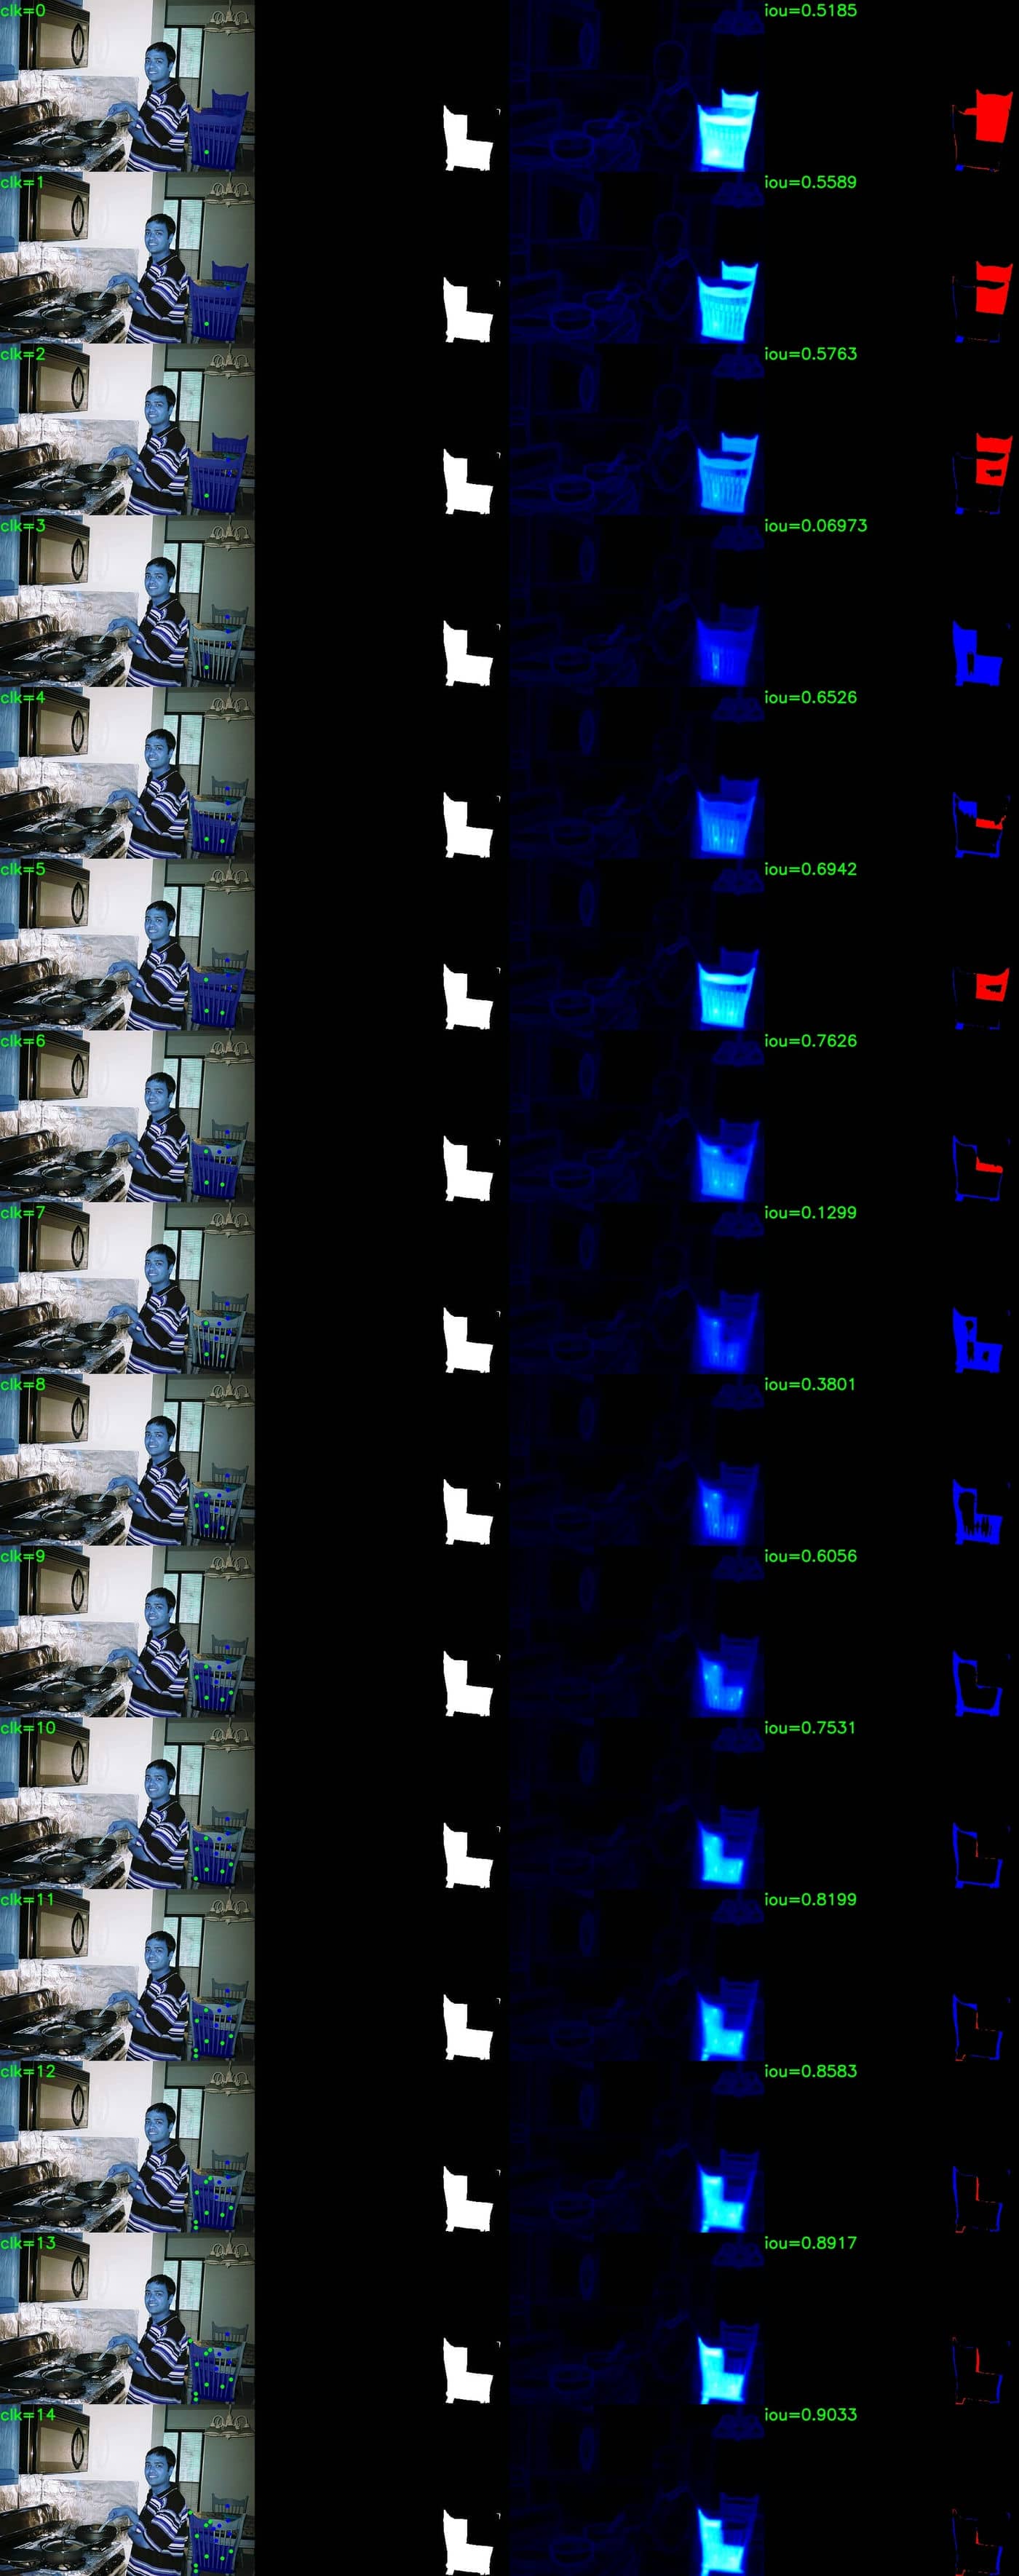 clk=0 iou=0.5185
clk=1 iou=0.5589
clk=2 iou=0.5763
clk=3 iou=0.06973
clk=4 iou=0.6526
clk=5 iou=0.6942
clk=6 iou=0.7626
clk=7 iou=0.1299
clk=8 iou=0.3801
clk=9 iou=0.6056
clk=10 iou=0.7531
clk=11 iou=0.8199
clk=12 iou=0.8583
clk=13 iou=0.8917
clk=14 iou=0.9033